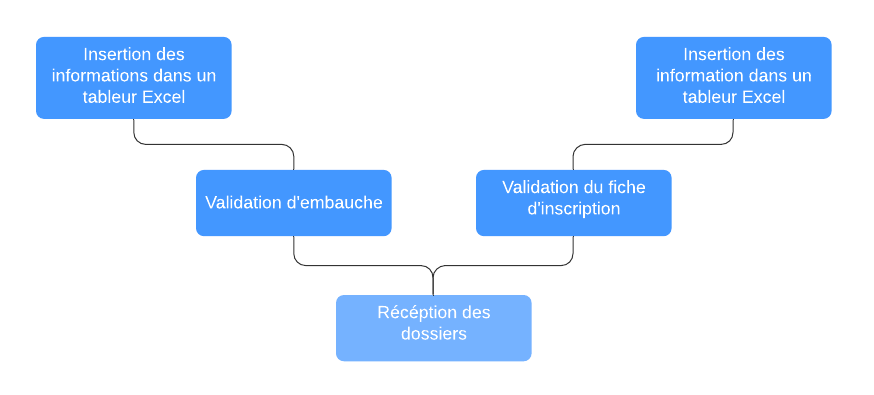 Insertion des
informations dans un
tableur Excel
Insertion des
information dans un
tableur Excel
Validation d'embauche
Validation du fiche
d'inscription
Récéption des
dossiers